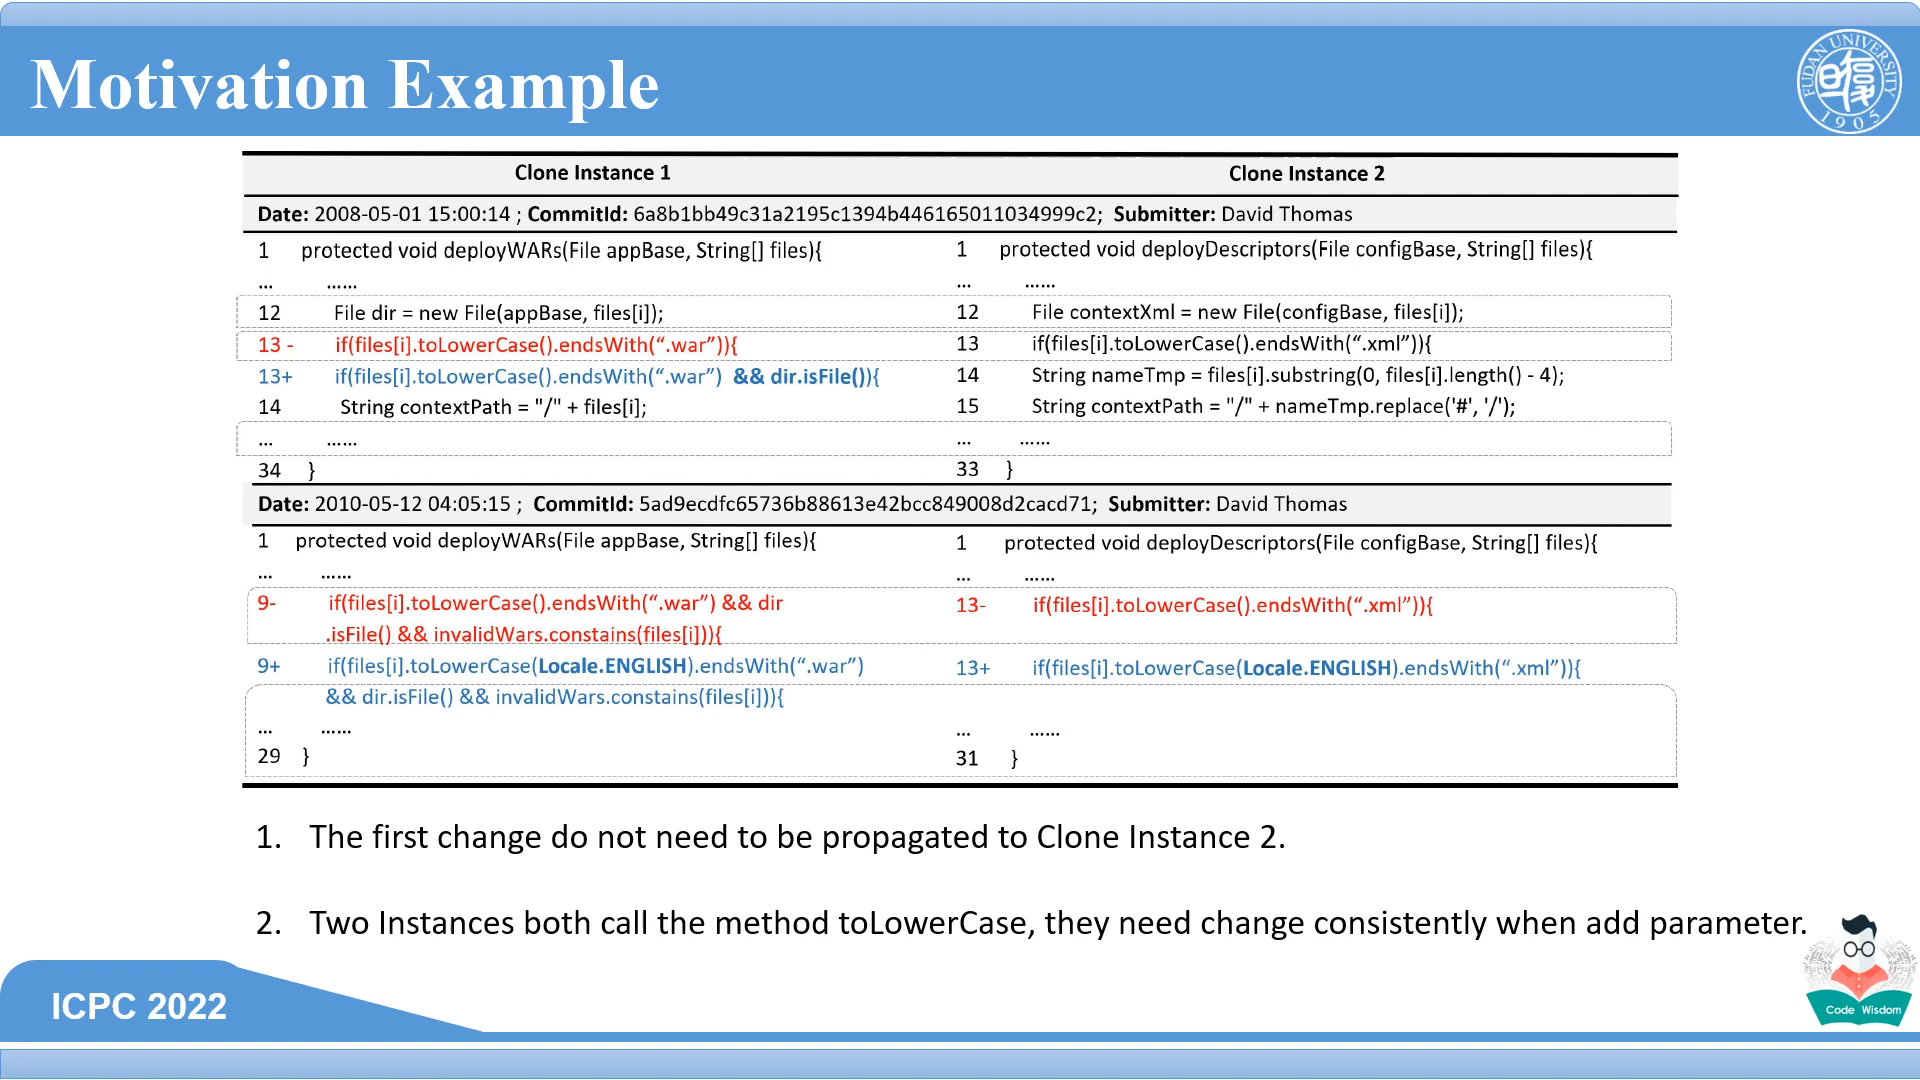 Motivation Example
FUDAN UNIVERSITY
1905
Clone Instance 1 Clone Instance 2
Date: 2008-05-01 15:00:14 ; CommitId: 6a8b1bb49c31a2195c1394b446165011034999c2; Submitter: David Thomas
1 protected void deployWARs(File appBase, String[] files){ 1 protected void deployDescriptors(File configBase, String[] files){
... ...... ... ......
12 File dir = new File(appBase, files[i]); 12 File contextXml = new File(configBase, files[i]);
13 - if(files[i].toLowerCase().endsWith(“.war”)){ 13 if(files[i].toLowerCase().endsWith(“.xml”)){
13+ if(files[i].toLowerCase().endsWith(“.war”) && dir.isFile()){ 14 String nameTmp = files[i].substring(0, files[i].length() - 4);
14 String contextPath = "/" + files[i]; 15 String contextPath = "/" + nameTmp.replace('#', '/');
... ...... ... ......
34 } 33 }
Date: 2010-05-12 04:05:15 ; CommitId: 5ad9ecdfc65736b88613e42bcc849008d2cacd71; Submitter: David Thomas
1 protected void deployWARs(File appBase, String[] files){ 1 protected void deployDescriptors(File configBase, String[] files){
... ...... ... ......
9- if(files[i].toLowerCase().endsWith(“.war”) && dir 13- if(files[i].toLowerCase().endsWith(“.xml”)){
.isFile() && invalidWars.constains(files[i])){
9+ if(files[i].toLowerCase(Locale.ENGLISH).endsWith(“.war”) 13+ if(files[i].toLowerCase(Locale.ENGLISH).endsWith(“.xml”)){
&& dir.isFile() && invalidWars.constains(files[i])){
... ...... ... ......
29 } 31 }
1. The first change do not need to be propagated to Clone Instance 2.
2. Two Instances both call the method toLowerCase, they need change consistently when add parameter.
Code Wisdom
ICPC 2022